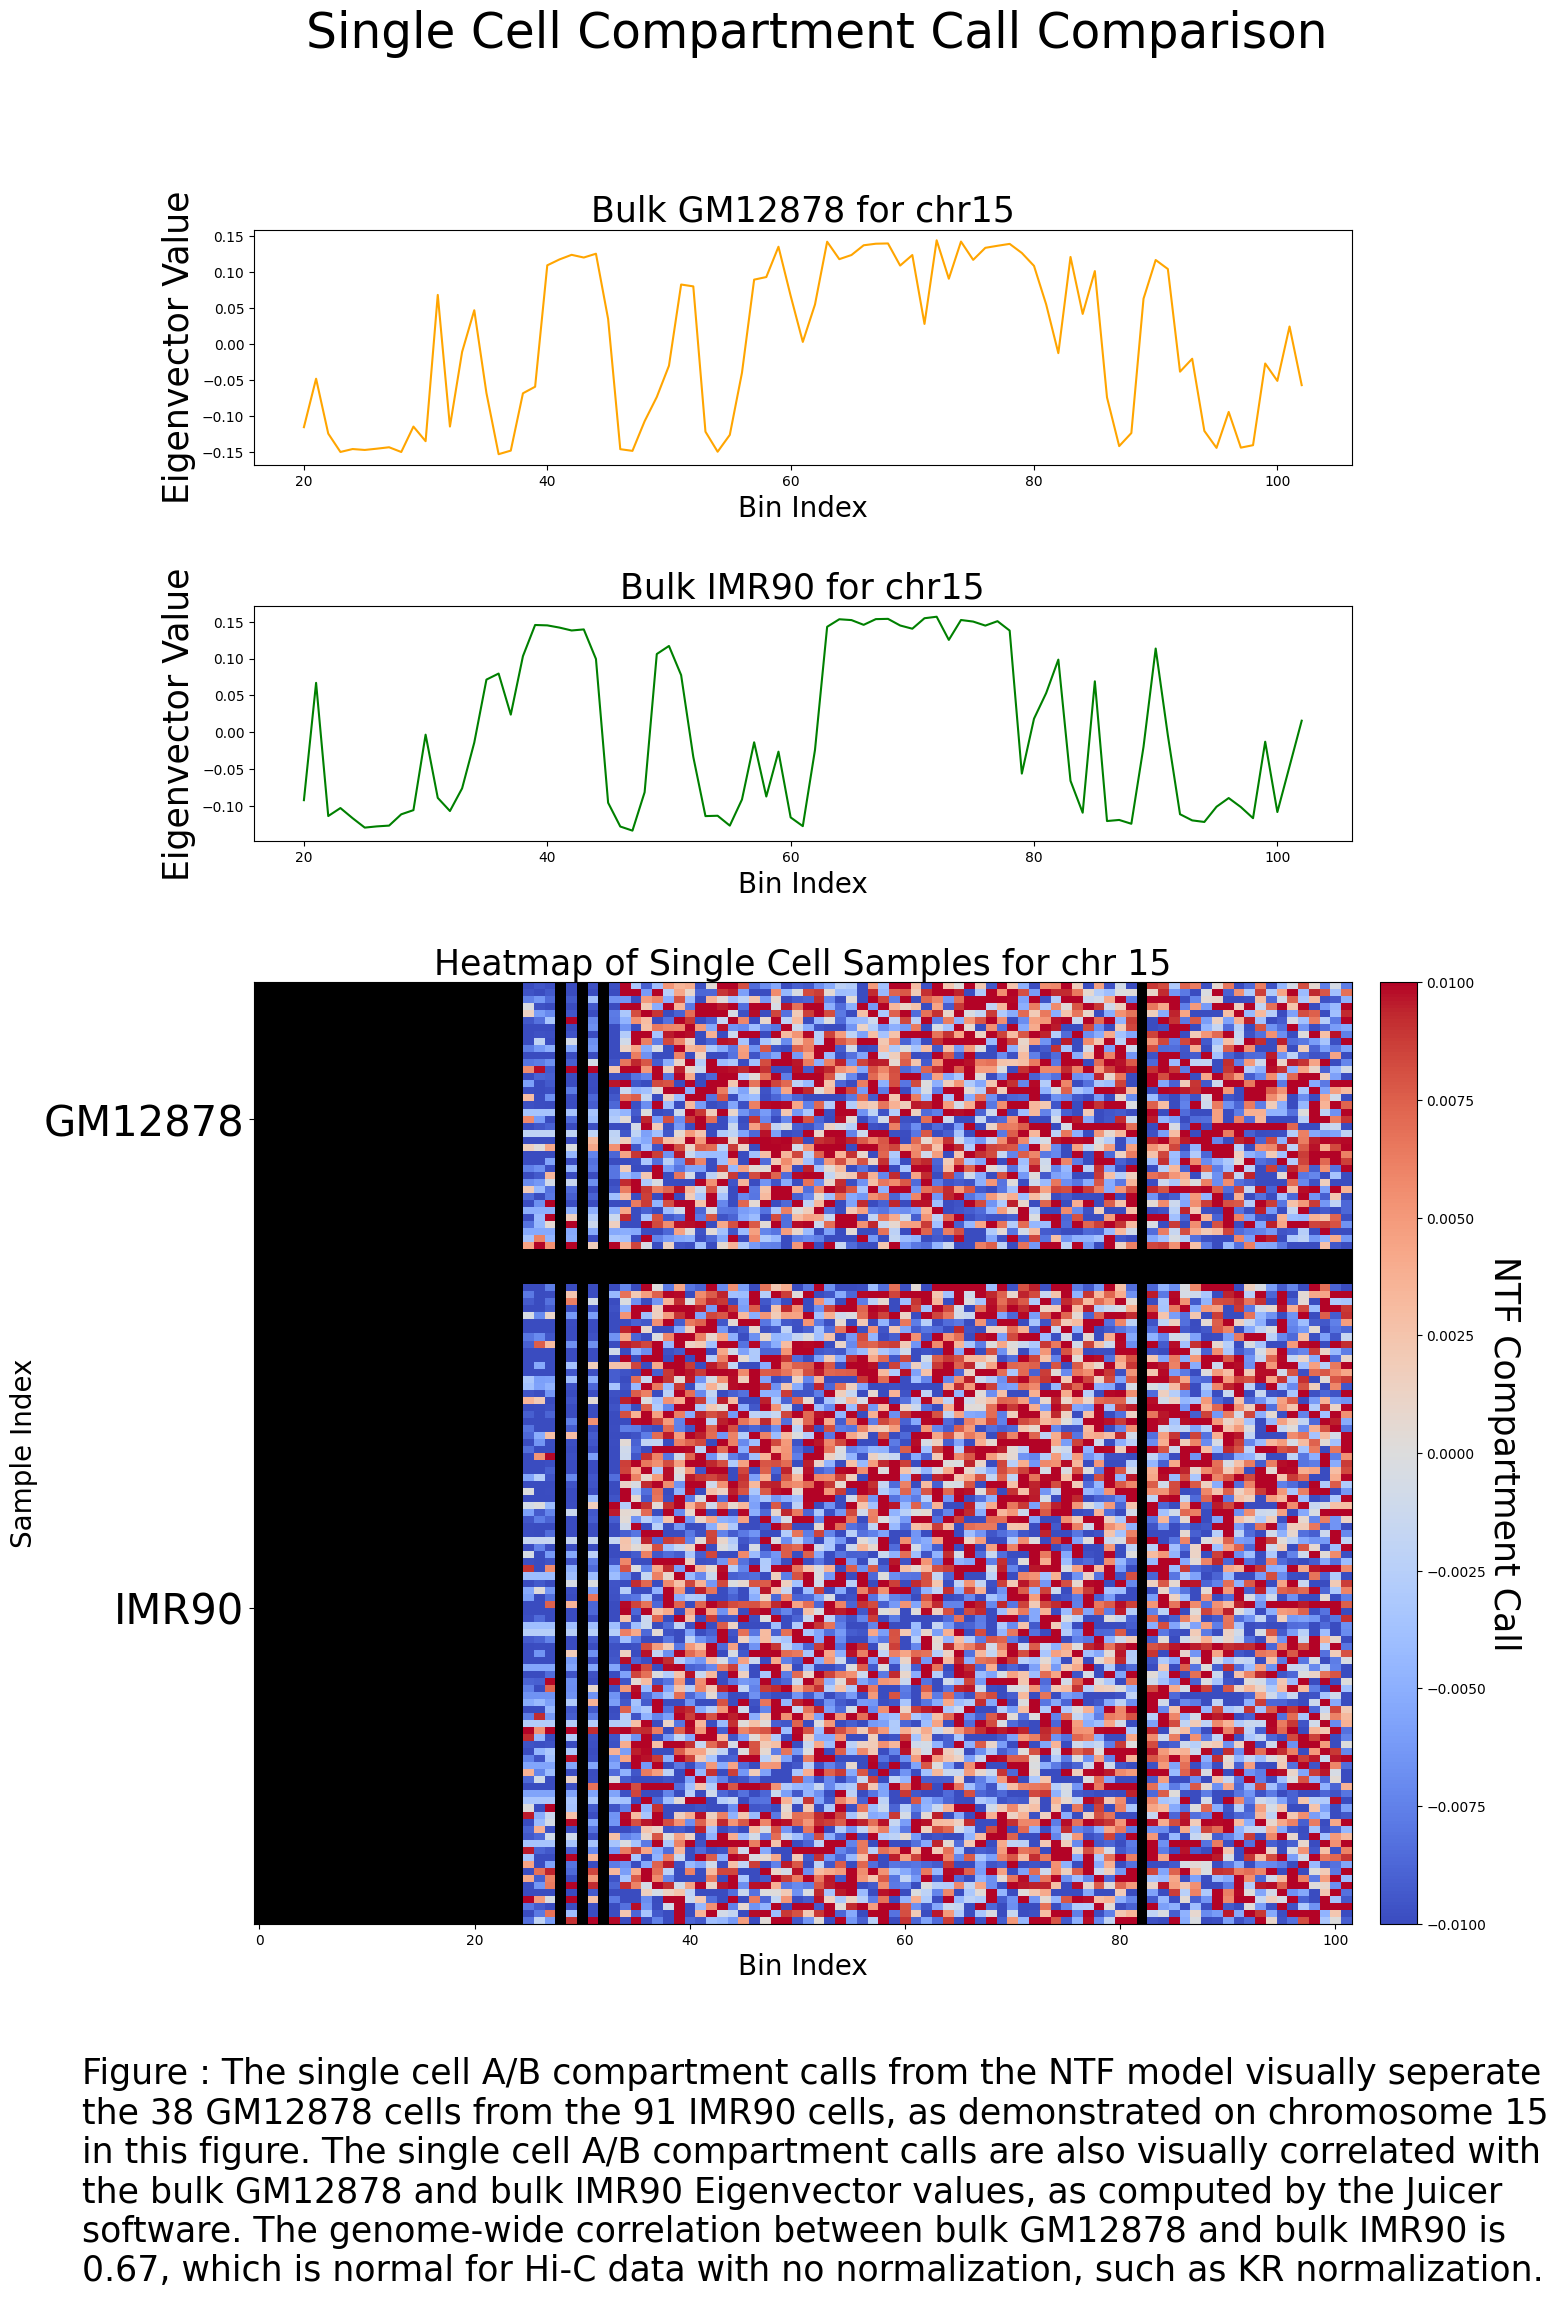 Single Cell Compartment Call Comparison
Bulk GM12878 for chr15
Eigenvector Value
0.15
0.10
0.05
0.00
−0.05
−0.10
−0.15
20 40 60 80 100
Bin Index
Bulk IMR90 for chr15
Eigenvector Value
0.15
0.10
0.05
0.00
−0.05
−0.10
20 40 60 80 100
Bin Index
Heatmap of Single Cell Samples for chr 15
Sample Index
GM12878
IMR90
0 20 40 60 80 100
Bin Index
0.0100
0.0075
0.0050
0.0025
0.0000
−0.0025
−0.0050
−0.0075
−0.0100
NTF Compartment Call
Figure : The single cell A/B compartment calls from the NTF model visually seperate
the 38 GM12878 cells from the 91 IMR90 cells, as demonstrated on chromosome 15
in this figure. The single cell A/B compartment calls are also visually correlated with
the bulk GM12878 and bulk IMR90 Eigenvector values, as computed by the Juicer
software. The genome-wide correlation between bulk GM12878 and bulk IMR90 is
0.67, which is normal for Hi-C data with no normalization, such as KR normalization.